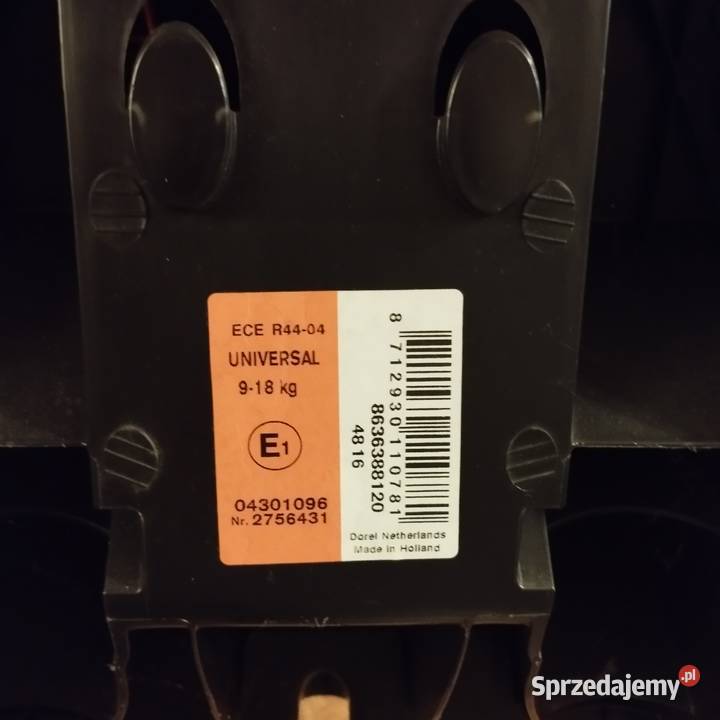 ECE R44-04
UNIVERSAL
9-18 kg
E1
04301096
Nr. 2756431
8 712930 110781
8636388120
4816
Dorel Netherlands
Made in Holland
Sprzedajemy.pl